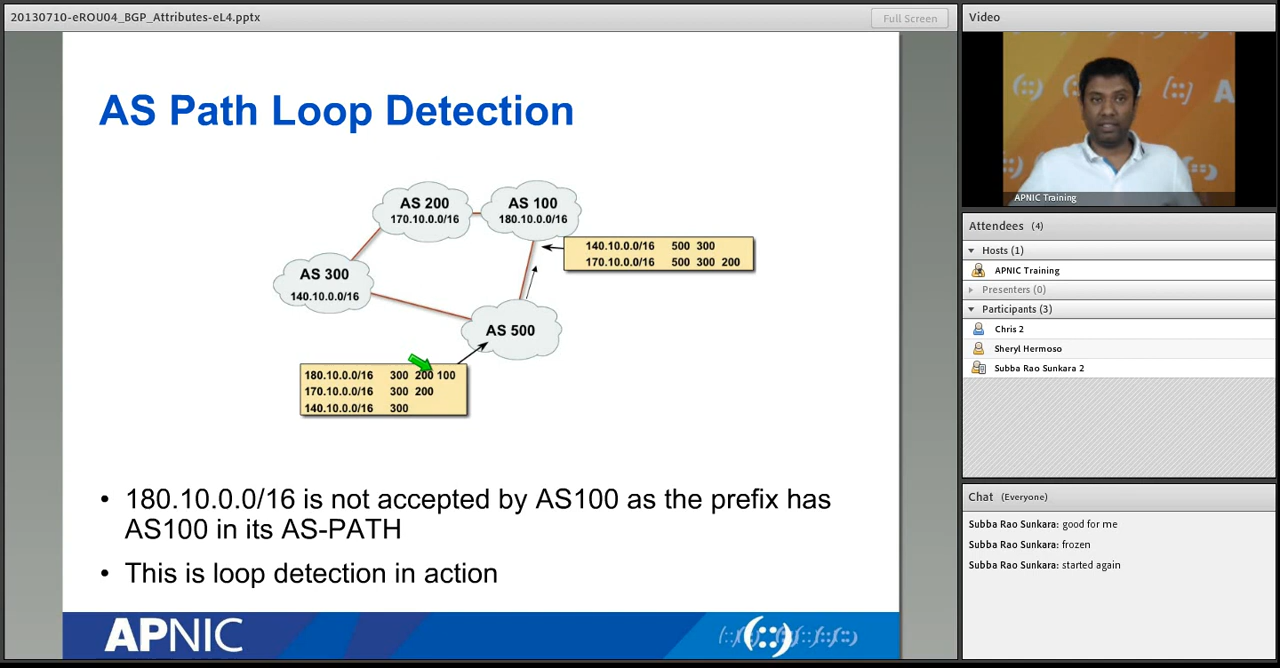 20130710-eROU04_BGP_Attributes-eL4.pptx
Full Screen
AS Path Loop Detection
AS 200
170.10.0.0/16
AS 100
180.10.0.0/16
140.10.0.0/16 500 300
170.10.0.0/16 500 300 200
AS 300
140.10.0.0/16
AS 500
180.10.0.0/16 300 200 100
170.10.0.0/16 300 200
140.10.0.0/16 300
• 180.10.0.0/16 is not accepted by AS100 as the prefix has
AS100 in its AS-PATH
• This is loop detection in action
APNIC
(::)
Video
APNIC Training
Attendees (4)
Hosts (1)
APNIC Training
Presenters (0)
Participants (3)
Chris 2
Sheryl Hermoso
Subba Rao Sunkara 2
Chat (Everyone)
Subba Rao Sunkara: good for me
Subba Rao Sunkara: frozen
Subba Rao Sunkara: started again